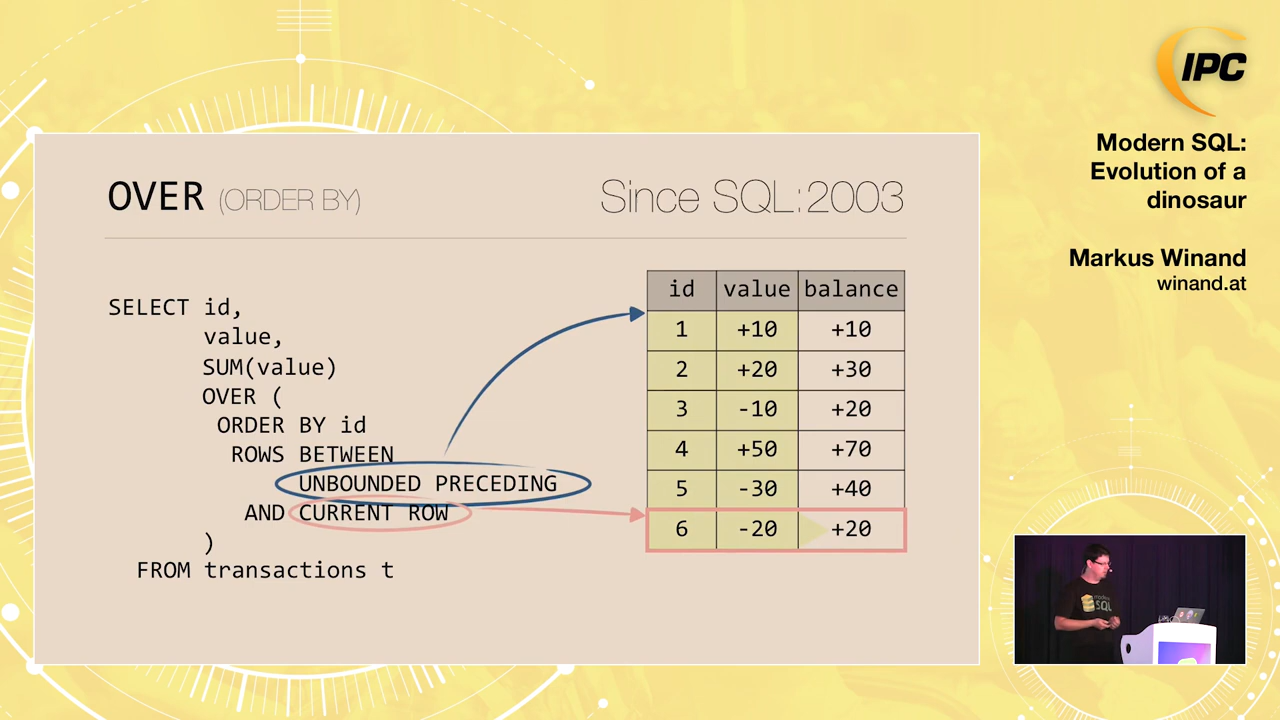 IPC
Modern SQL:
Evolution of a
dinosaur
Markus Winand
winand.at
OVER (ORDER BY) Since SQL:2003
SELECT id,
value,
SUM(value)
OVER (
ORDER BY id
ROWS BETWEEN
UNBOUNDED PRECEDING
AND CURRENT ROW
)
FROM transactions t
id value balance
1 +10 +10
2 +20 +30
3 -10 +20
4 +50 +70
5 -30 +40
6 -20 +20
SQL